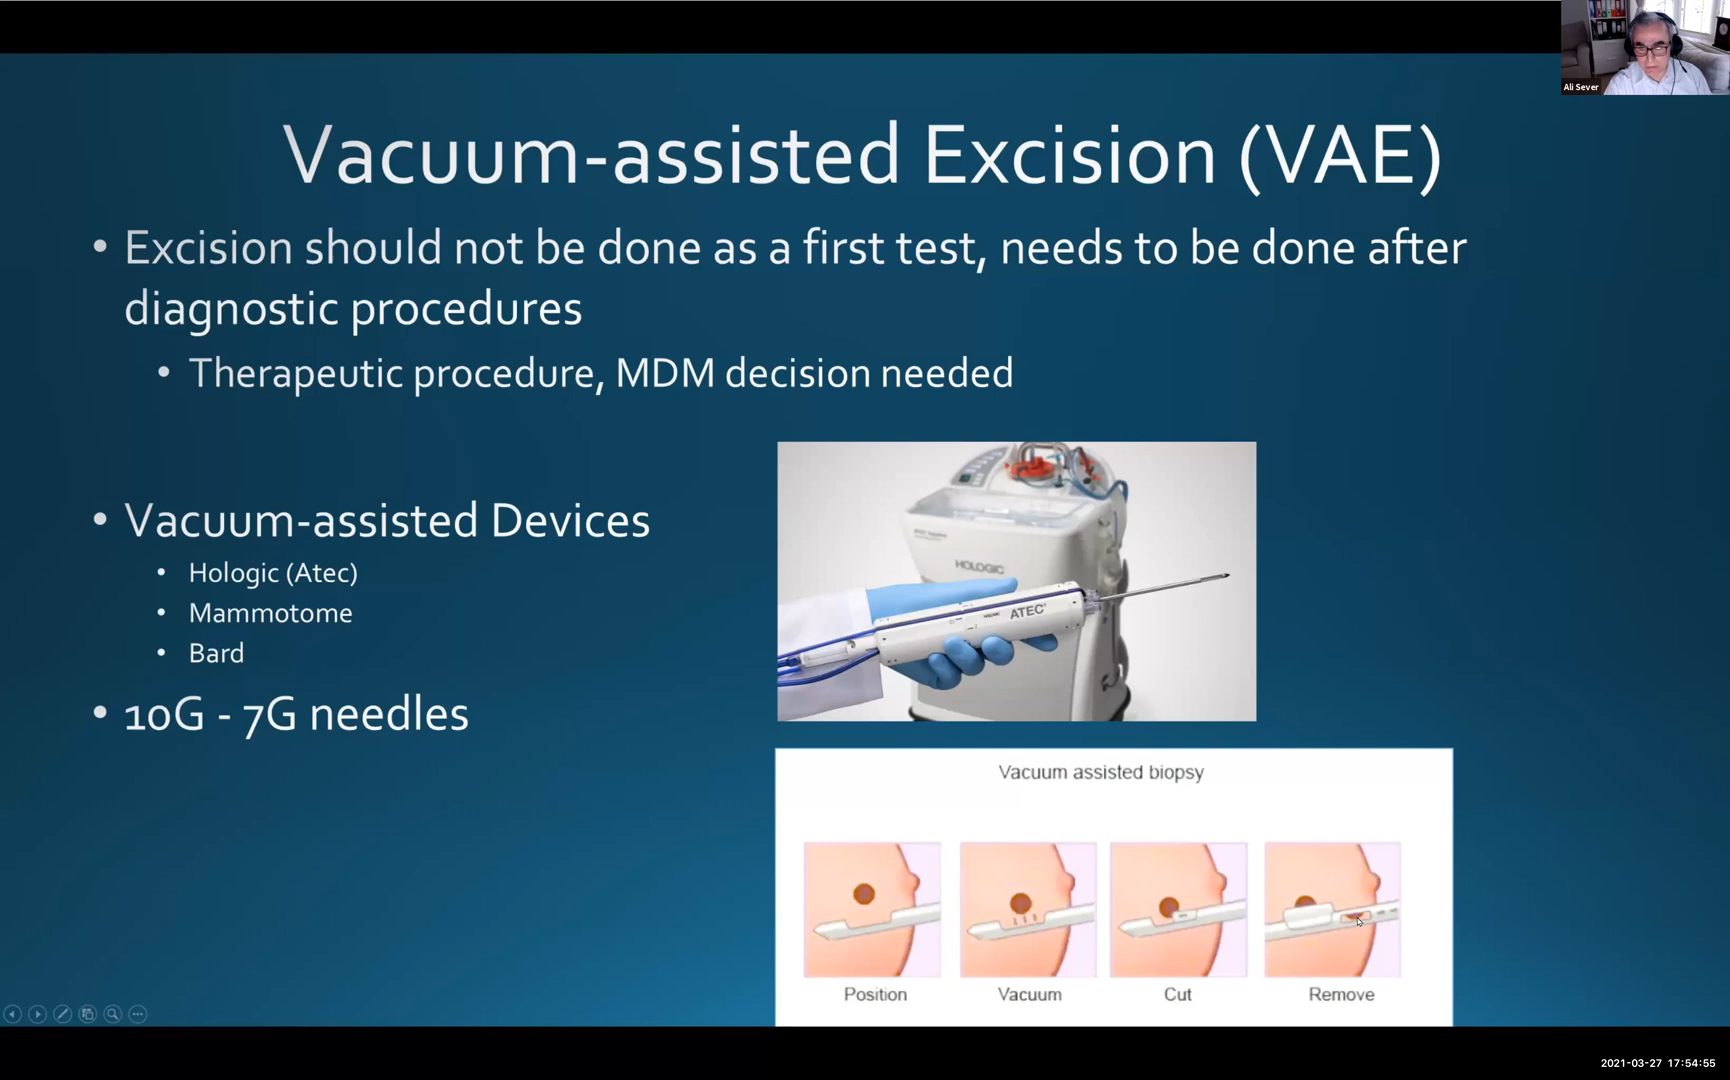 Ali Sever
Vacuum-assisted Excision (VAE)
• Excision should not be done as a first test, needs to be done after
diagnostic procedures
• Therapeutic procedure, MDM decision needed
• Vacuum-assisted Devices
• Hologic (Atec)
• Mammotome
• Bard
• 10G - 7G needles
HOLOGIC
ATEC
Vacuum assisted biopsy
Position
Vacuum
Cut
Remove
2021-03-27 17:54:55